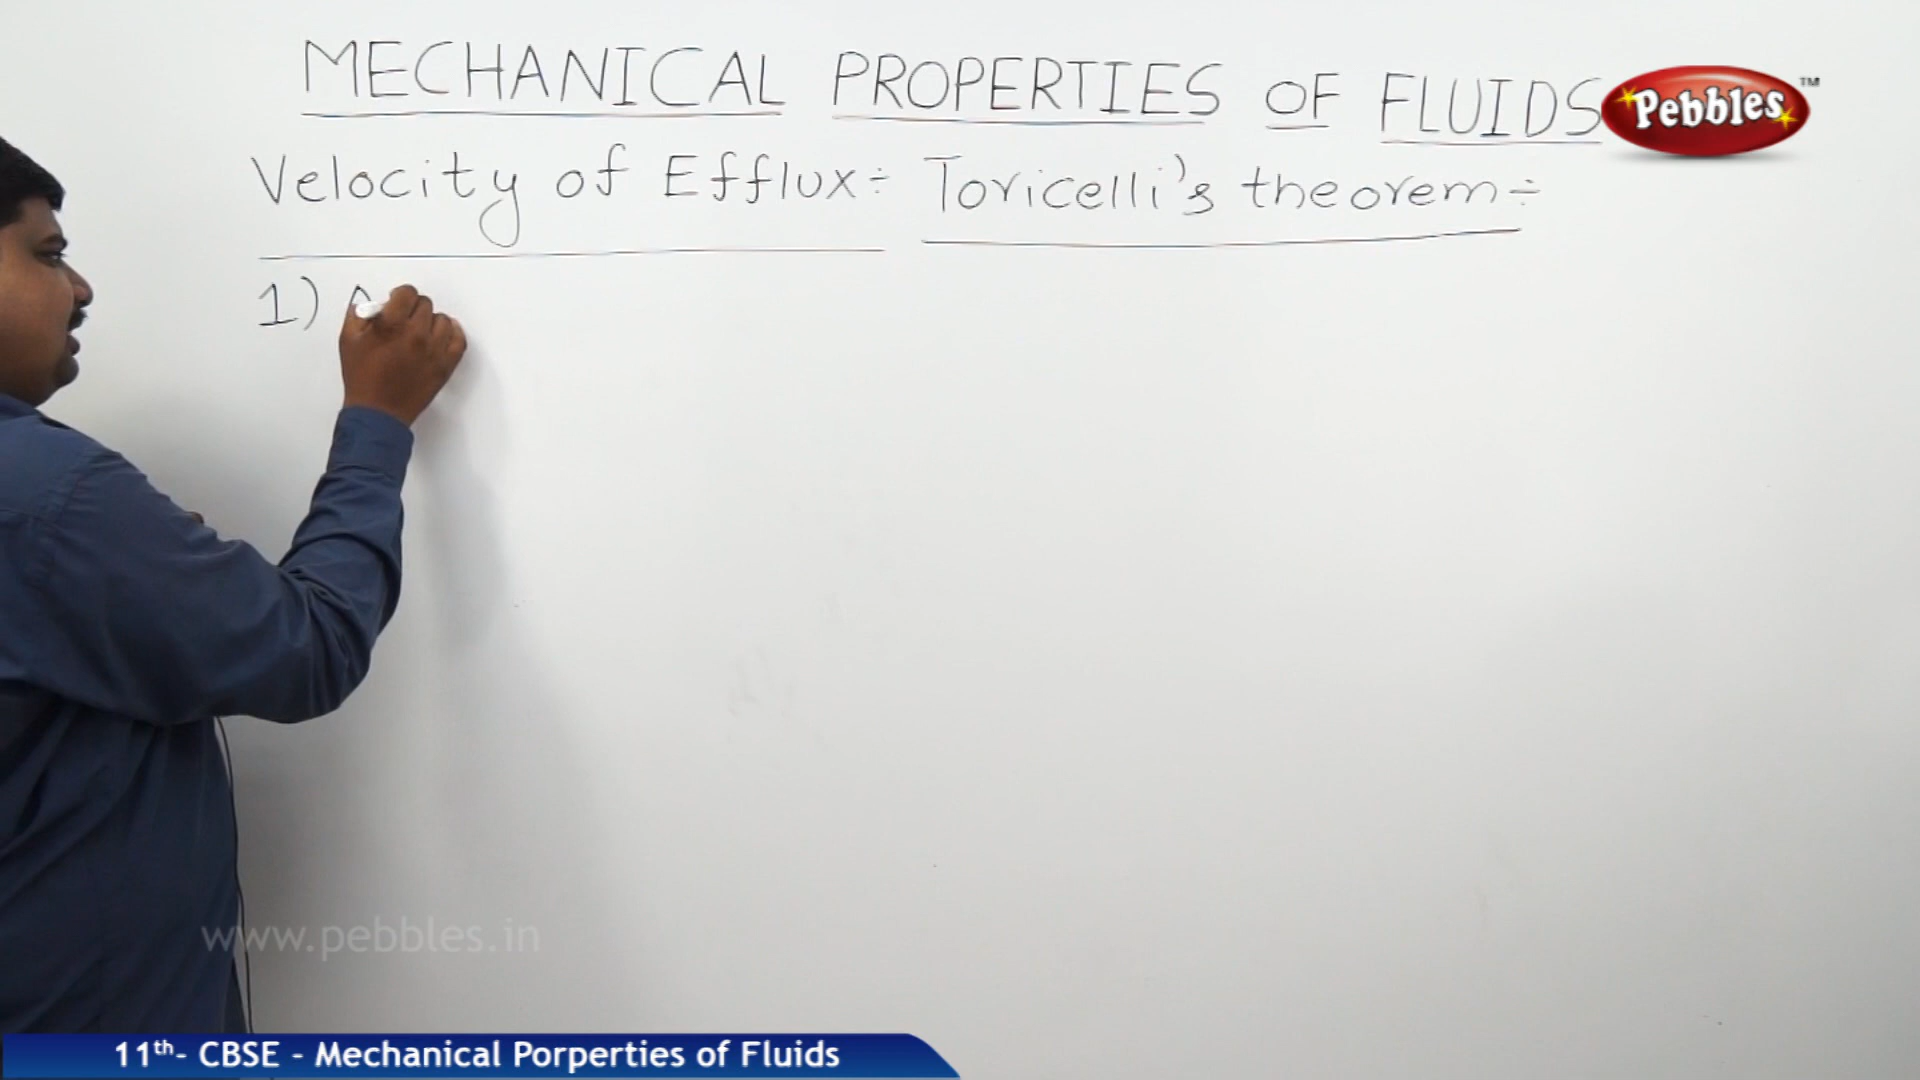 MECHANICAL PROPERTIES OF FLUIDS
Pebbles™
Velocity of Efflux÷ Toricelli's theorem÷
1)
www.pebbles.in
11th- CBSE - Mechanical Porperties of Fluids